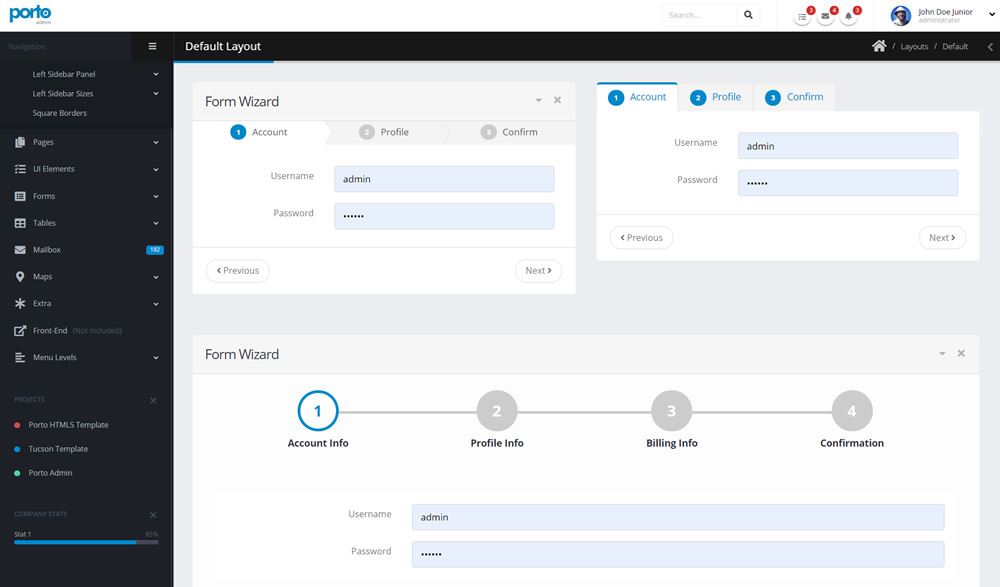 porto
admin
Search...
3
4
3
John Doe Junior
administrator
Navigation
Default Layout
/ Layouts / Default
Left Sidebar Panel
Left Sidebar Sizes
Square Borders
Pages
UI Elements
Forms
Tables
Mailbox 182
Maps
Extra
Front-End (Not Included)
Menu Levels
PROJECTS
Porto HTML5 Template
Tucson Template
Porto Admin
COMPANY STATS
Stat 1 85%
Form Wizard
1 Account 2 Profile 3 Confirm
Username admin
Password ••••••
Previous Next
1 Account 2 Profile 3 Confirm
Username admin
Password ••••••
Previous Next
Form Wizard
1 2 3 4
Account Info Profile Info Billing Info Confirmation
Username admin
Password ••••••